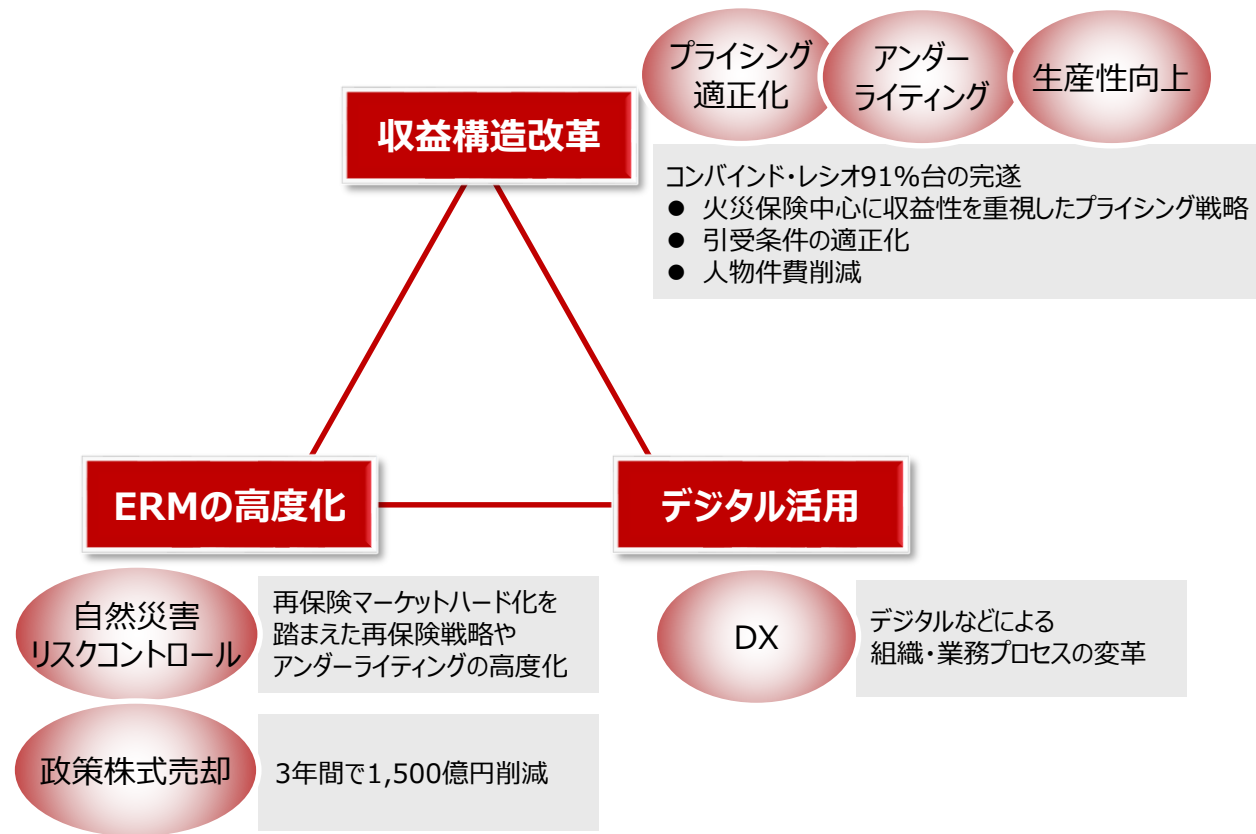 プライシング
適正化
アンダー
ライティング
生産性向上
収益構造改革
コンバインド・レシオ91%台の完遂
● 火災保険中心に収益性を重視したプライシング戦略
● 引受条件の適正化
● 人物件費削減
ERMの高度化
デジタル活用
自然災害
リスクコントロール
再保険マーケットハード化を
踏まえた再保険戦略や
アンダーライティングの高度化
DX
デジタルなどによる
組織・業務プロセスの変革
政策株式売却
3年間で1,500億円削減